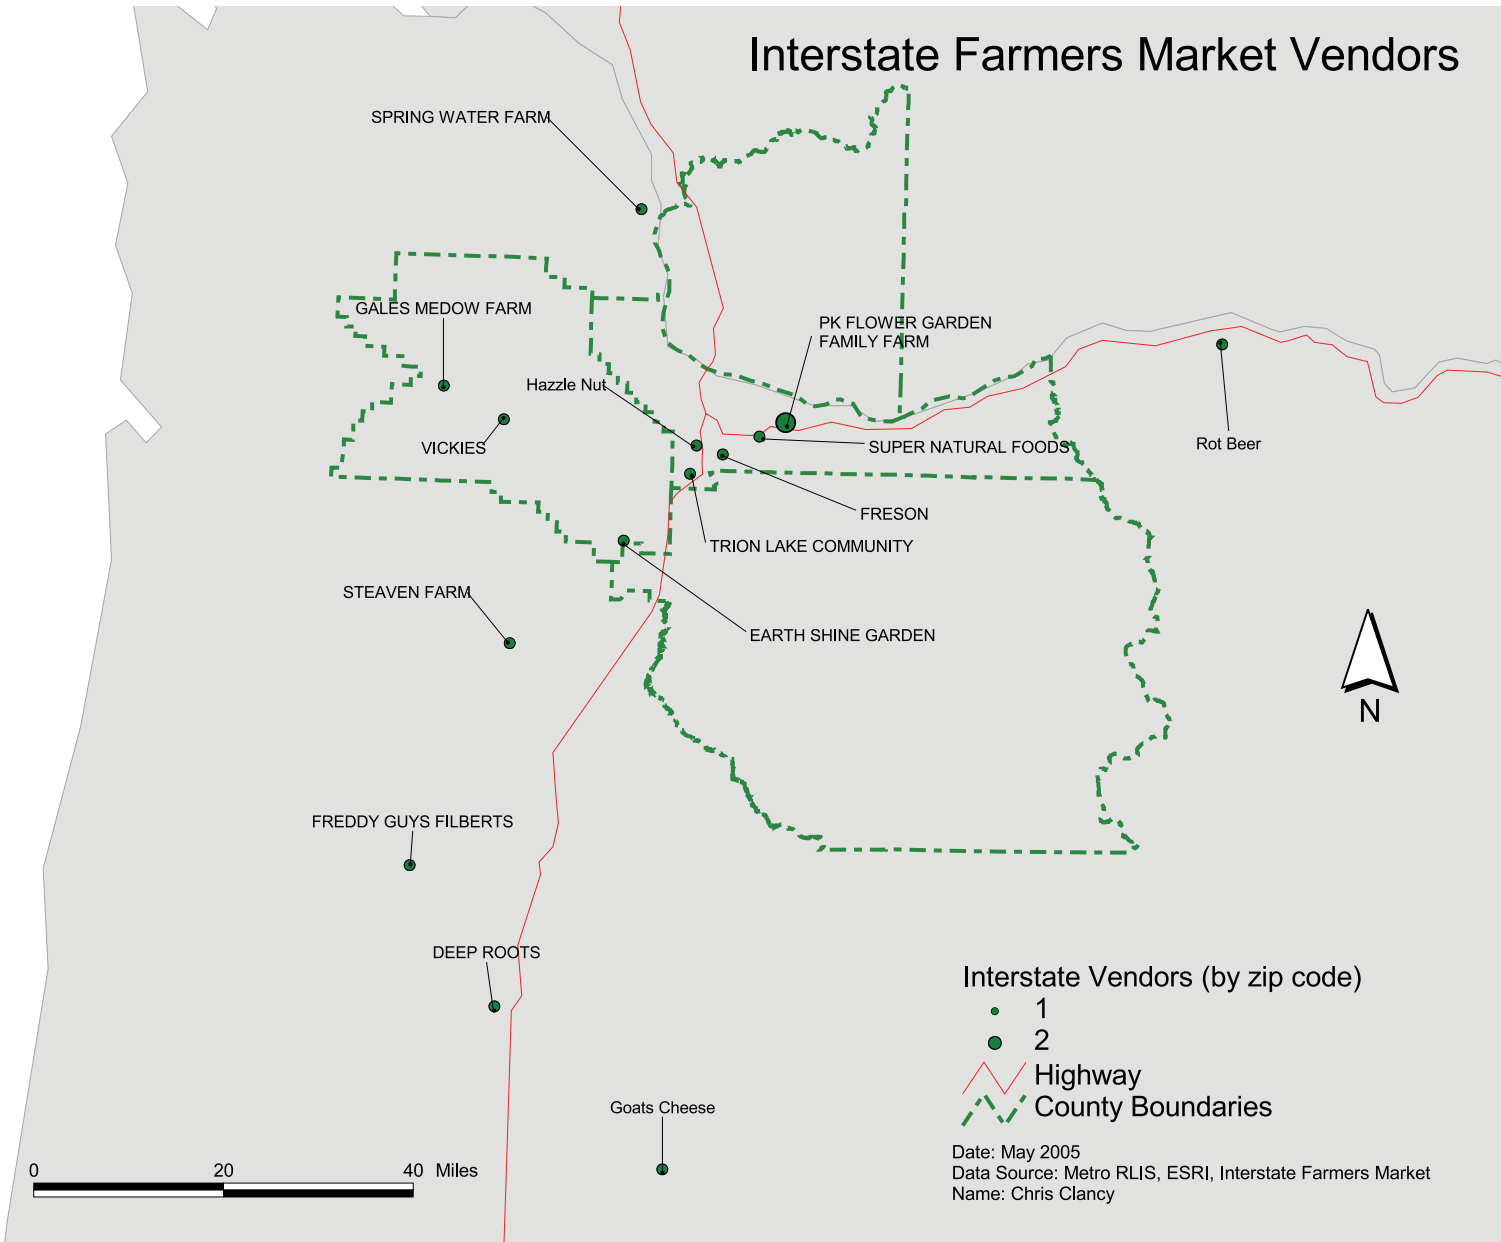 Interstate Farmers Market Vendors
SPRING WATER FARM
GALES MEDOW FARM
PK FLOWER GARDEN
FAMILY FARM
Hazzle Nut
VICKIES
SUPER NATURAL FOODS
Rot Beer
FRESON
TRION LAKE COMMUNITY
STEAVEN FARM
EARTH SHINE GARDEN
N
FREDDY GUYS FILBERTS
DEEP ROOTS
Goats Cheese
Interstate Vendors (by zip code)
1
2
Highway
County Boundaries
Date: May 2005
Data Source: Metro RLIS, ESRI, Interstate Farmers Market
Name: Chris Clancy
0 20 40 Miles